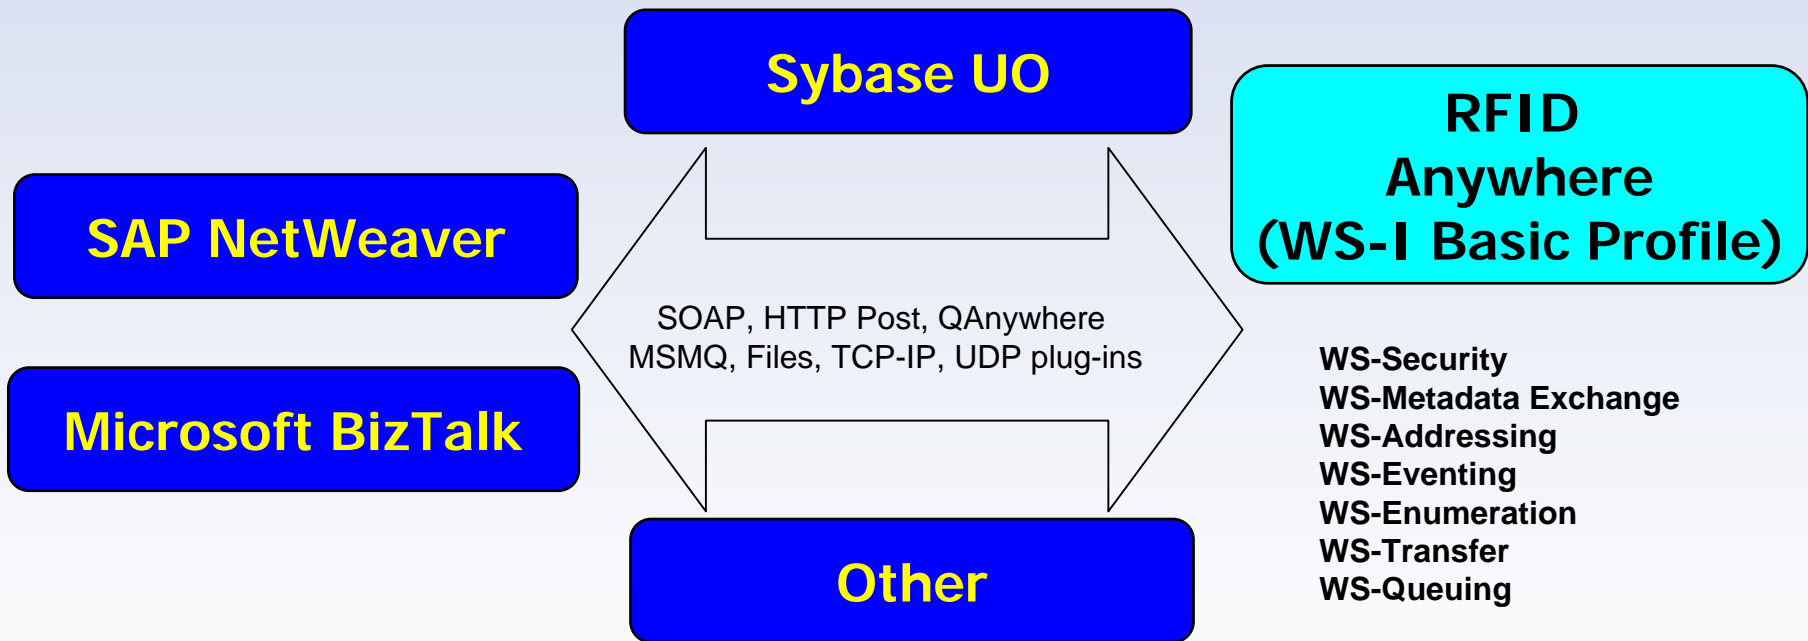 Sybase UO
RFID
Anywhere
(WS-I Basic Profile)
SAP NetWeaver
SOAP, HTTP Post, QAnywhere
MSMQ, Files, TCP-IP, UDP plug-ins
Microsoft BizTalk
WS-Security
WS-Metadata Exchange
WS-Addressing
WS-Eventing
WS-Enumeration
WS-Transfer
WS-Queuing
Other